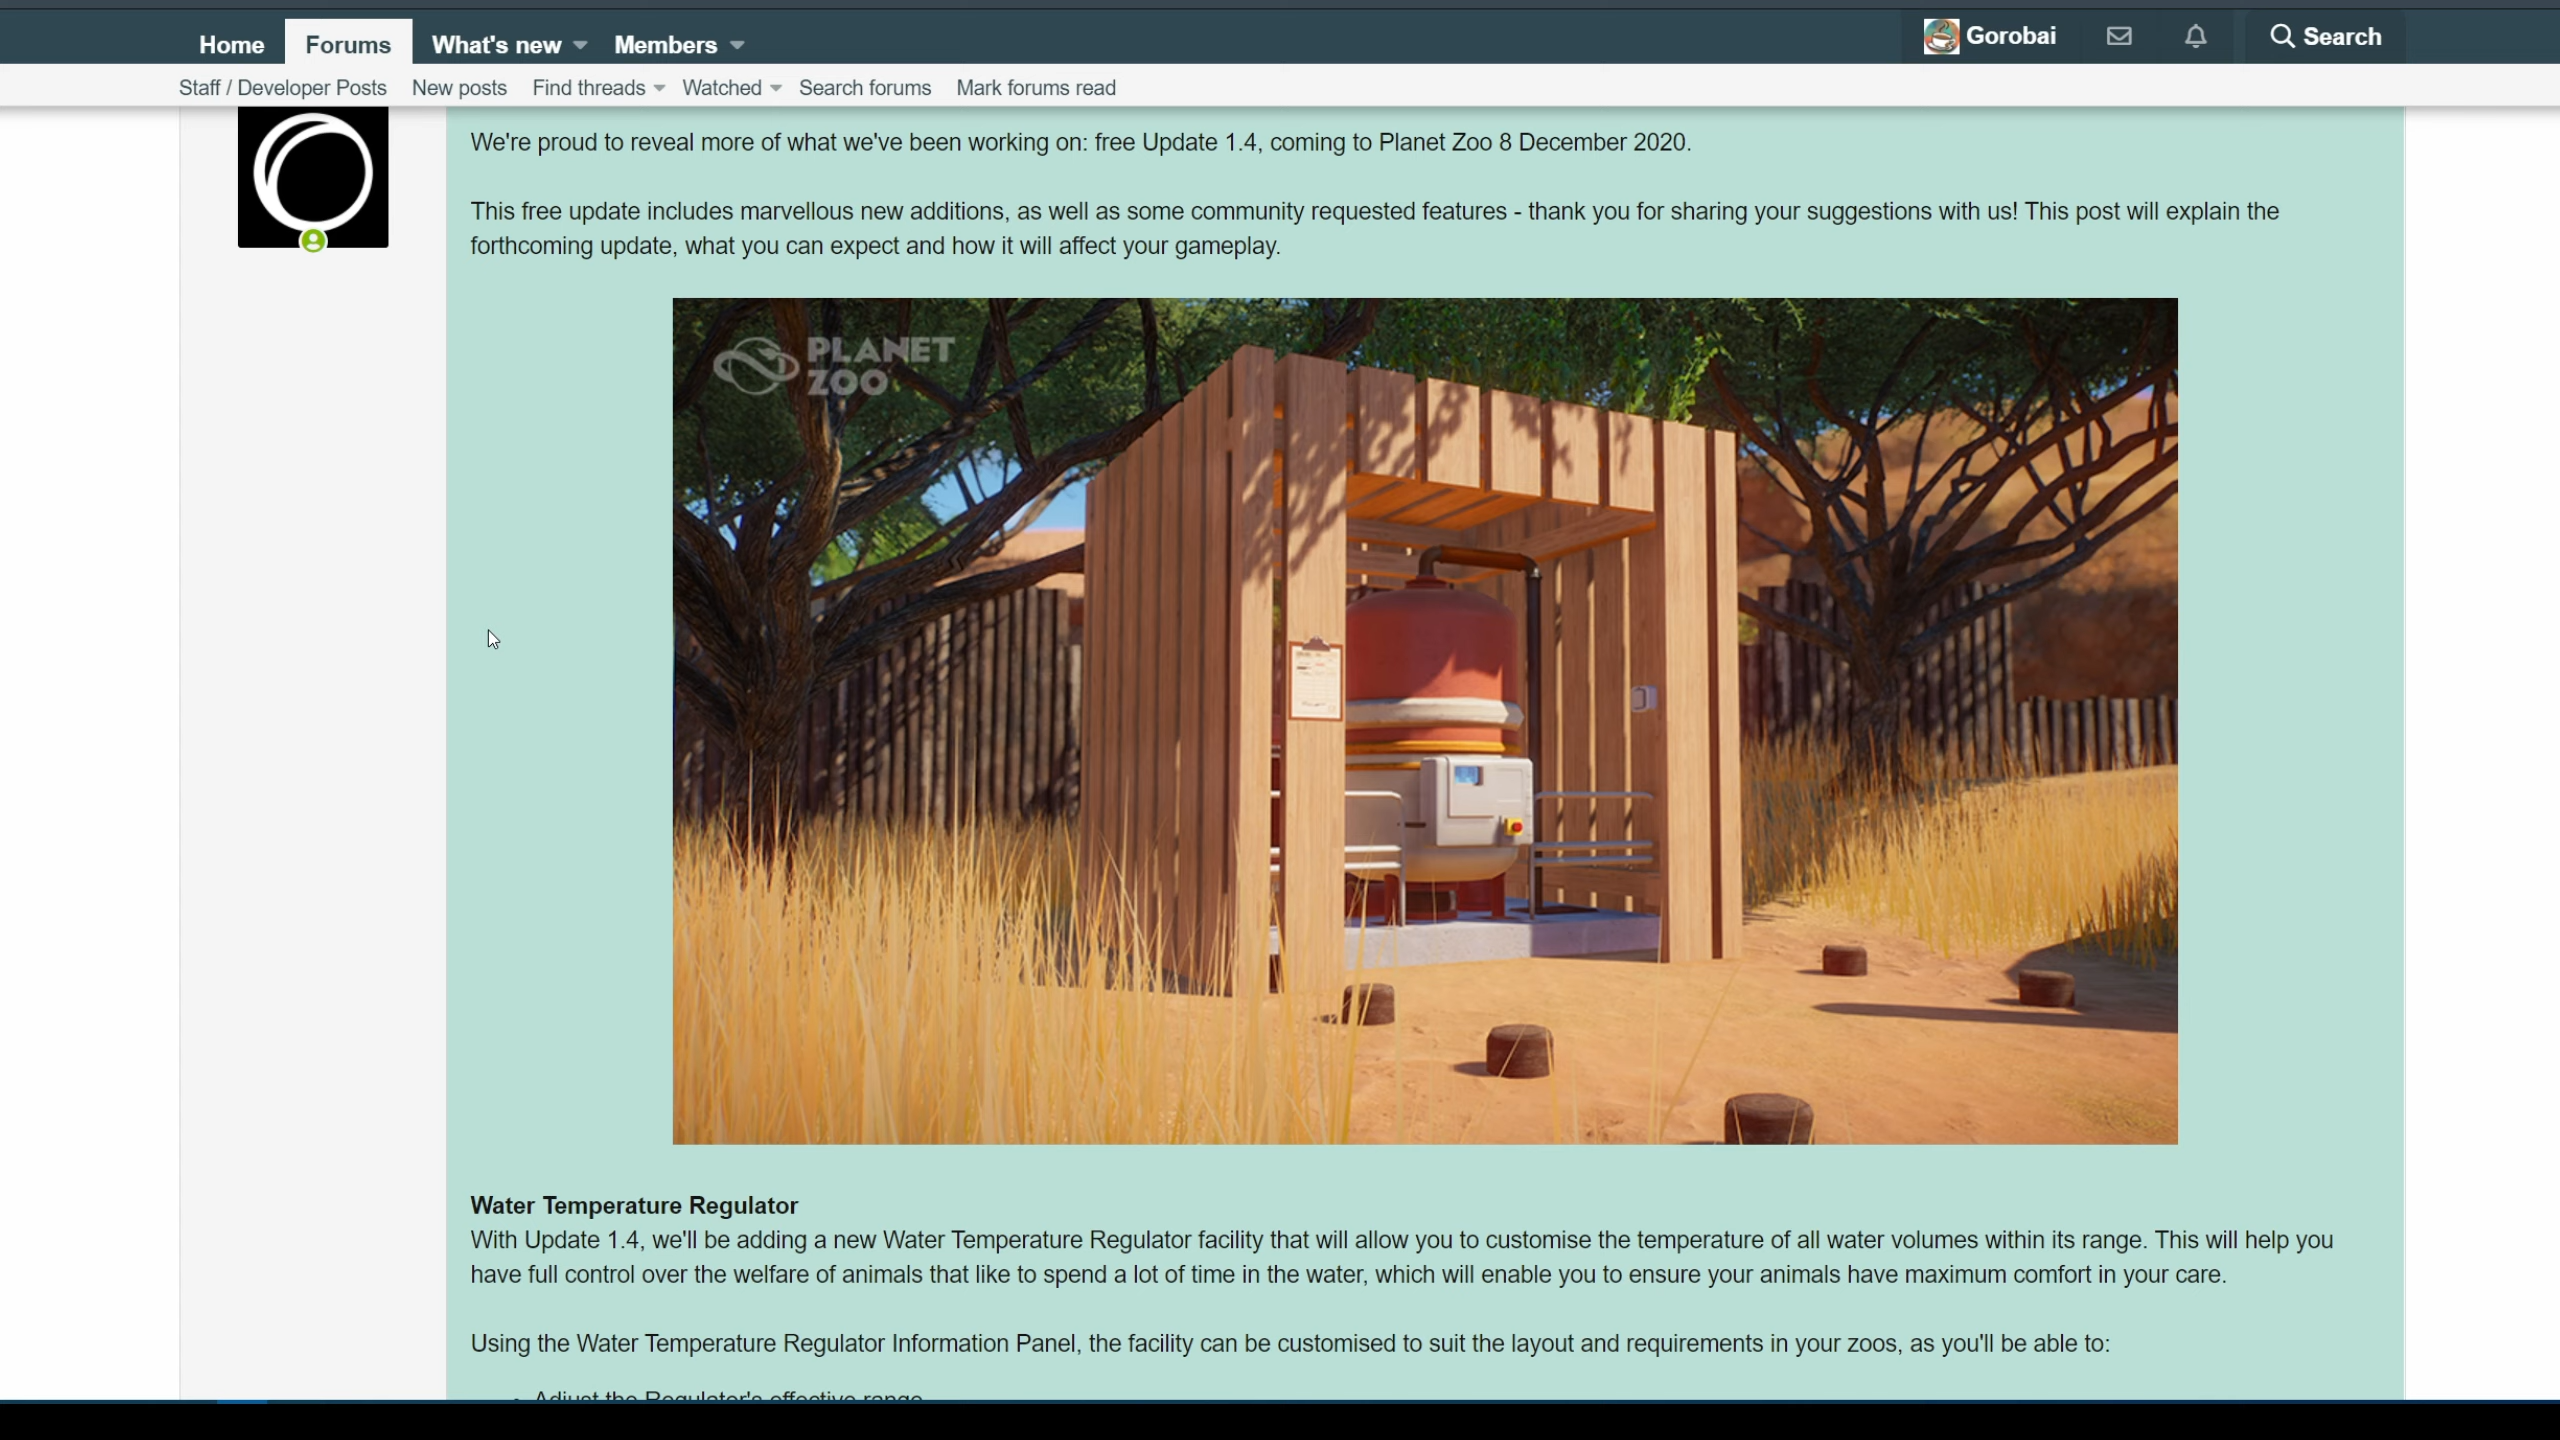 Home Forums What's new Members Gorobai Search
Staff / Developer Posts New posts Find threads Watched Search forums Mark forums read
We're proud to reveal more of what we've been working on: free Update 1.4, coming to Planet Zoo 8 December 2020.
This free update includes marvellous new additions, as well as some community requested features - thank you for sharing your suggestions with us! This post will explain the
forthcoming update, what you can expect and how it will affect your gameplay.
PLANET
ZOO
Water Temperature Regulator
With Update 1.4, we'll be adding a new Water Temperature Regulator facility that will allow you to customise the temperature of all water volumes within its range. This will help you
have full control over the welfare of animals that like to spend a lot of time in the water, which will enable you to ensure your animals have maximum comfort in your care.
Using the Water Temperature Regulator Information Panel, the facility can be customised to suit the layout and requirements in your zoos, as you'll be able to:
Adjust the Regulator's effective range